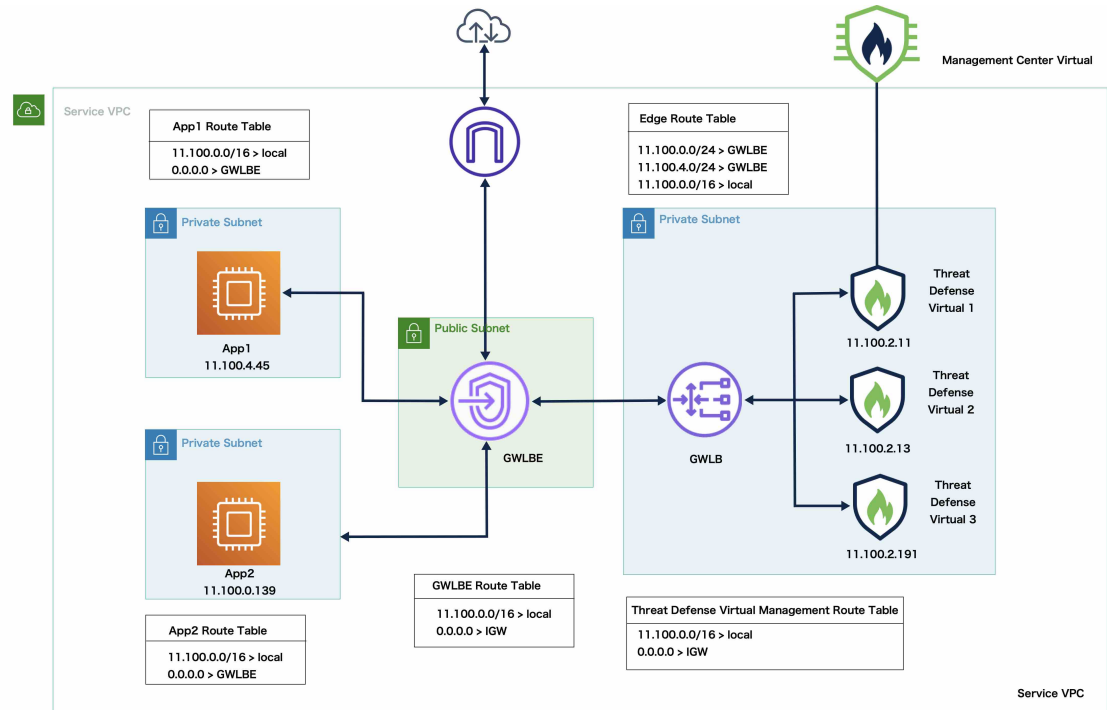 Management Center Virtual
Service VPC
App1 Route Table
11.100.0.0/16 > local
0.0.0.0 > GWLBE
Edge Route Table
11.100.0.0/24 > GWLBE
11.100.4.0/24 > GWLBE
11.100.0.0/16 > local
Private Subnet
App1
11.100.4.45
Private Subnet
Threat
Defense
Virtual 1
11.100.2.11
Public Subnet
GWLBE
GWLB
Threat
Defense
Virtual 2
11.100.2.13
Private Subnet
App2
11.100.0.139
Threat
Defense
Virtual 3
11.100.2.191
App2 Route Table
11.100.0.0/16 > local
0.0.0.0 > GWLBE
GWLBE Route Table
11.100.0.0/16 > local
0.0.0.0 > IGW
Threat Defense Virtual Management Route Table
11.100.0.0/16 > local
0.0.0.0 > IGW
Service VPC